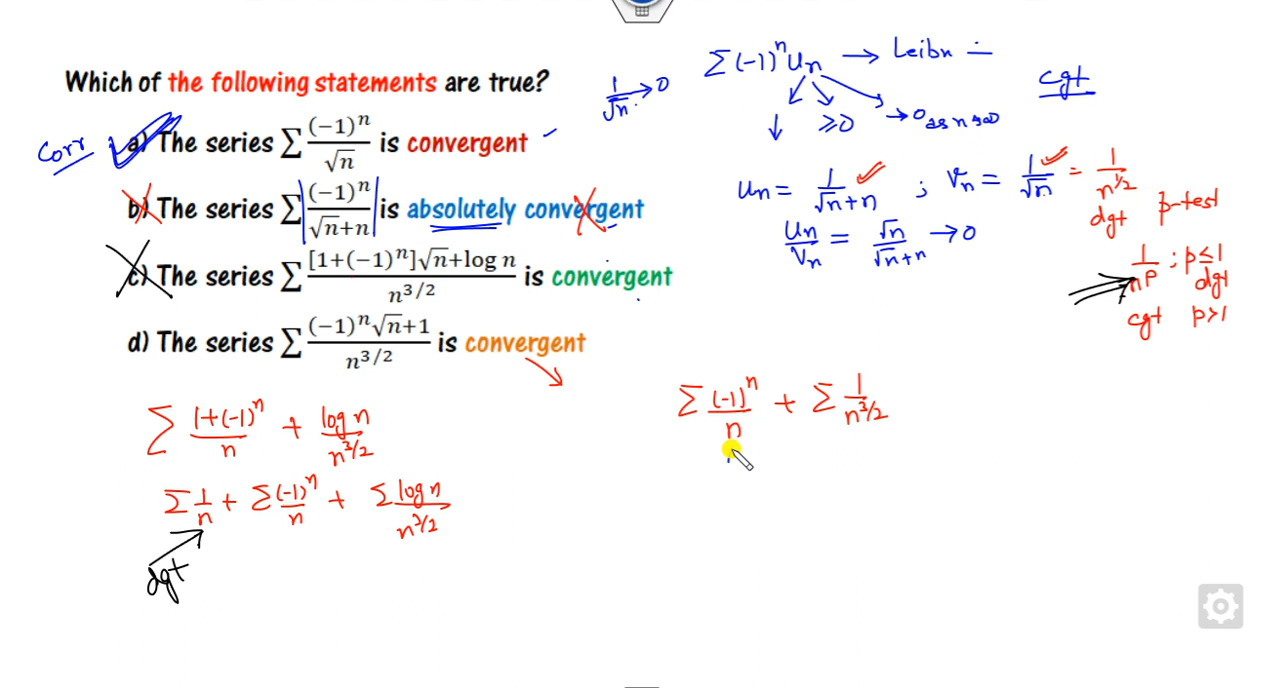 Which of the following statements are true?
Corr a) The series ∑ (-1)^n/√n is convergent
b) The series ∑ |(-1)^n/(√n+n)| is absolutely convergent
c) The series ∑ ([1+(-1)^n]√n+log n)/n^{3/2} is convergent
d) The series ∑ ((-1)^n√n+1)/n^{3/2} is convergent
∑(-1)^n u_n → Leibn
cgt
1/√n → 0
↓ ≥0 → 0 as n→∞
u_n = 1/(√n+n) ; v_n = 1/√n = 1/n^{1/2}
dgt p-test
u_n/v_n = √n/(√n+n) → 0
1/n^p ; p≤1 dgt
cgt p>1
∑ (1+(-1)^n)/n + log n/n^{3/2}
∑ 1/n + ∑ (-1)^n/n + ∑ log n/n^{3/2}
dgt
∑ (-1)^n/n + ∑ 1/n^{3/2}